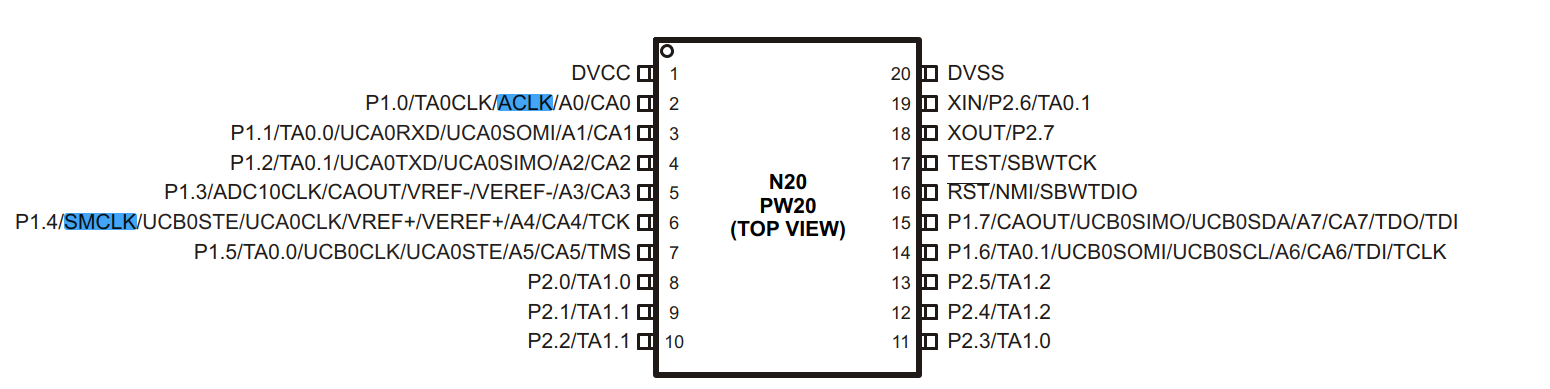 DVCC 1 20 DVSS
P1.0/TA0CLK/ACLK/A0/CA0 2 19 XIN/P2.6/TA0.1
P1.1/TA0.0/UCA0RXD/UCA0SOMI/A1/CA1 3 18 XOUT/P2.7
P1.2/TA0.1/UCA0TXD/UCA0SIMO/A2/CA2 4 17 TEST/SBWTCK
P1.3/ADC10CLK/CAOUT/VREF-/VEREF-/A3/CA3 5 N20 16 RST/NMI/SBWTDIO
PW20
P1.4/SMCLK/UCB0STE/UCA0CLK/VREF+/VEREF+/A4/CA4/TCK 6 (TOP VIEW) 15 P1.7/CAOUT/UCB0SIMO/UCB0SDA/A7/CA7/TDO/TDI
P1.5/TA0.0/UCB0CLK/UCA0STE/A5/CA5/TMS 7 14 P1.6/TA0.1/UCB0SOMI/UCB0SCL/A6/CA6/TDI/TCLK
P2.0/TA1.0 8 13 P2.5/TA1.2
P2.1/TA1.1 9 12 P2.4/TA1.2
P2.2/TA1.1 10 11 P2.3/TA1.0